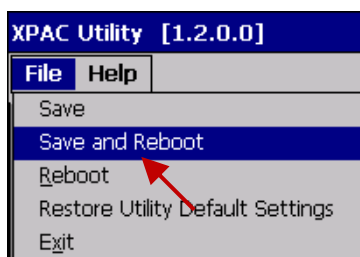 XPAC Utility [1.2.0.0]
File Help
Save
Save and Reboot
Reboot
Restore Utility Default Settings
Exit